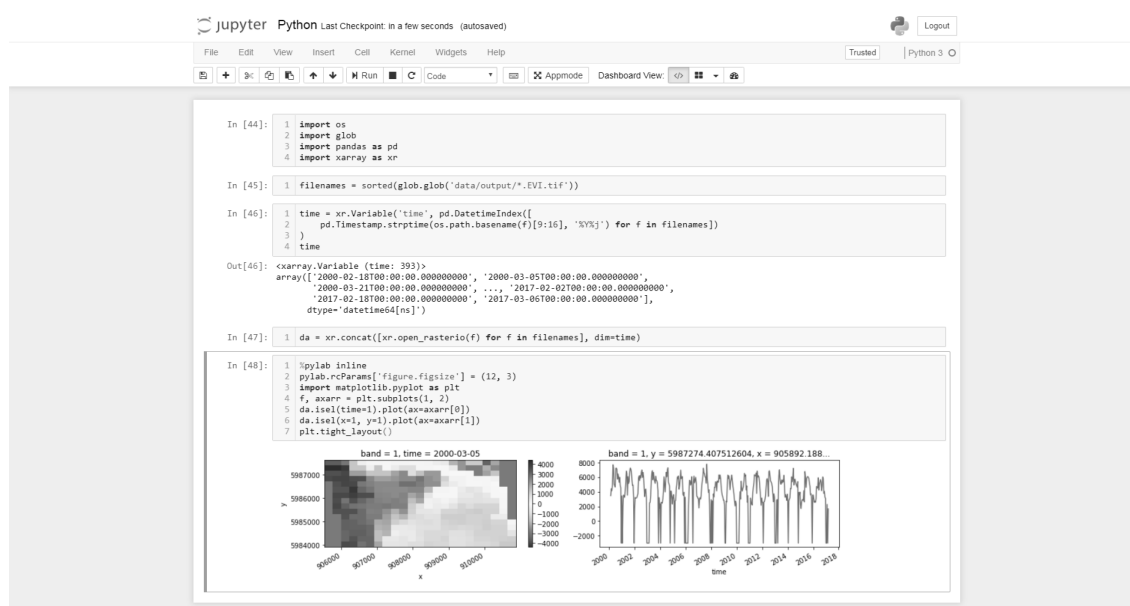 jupyter Python Last Checkpoint: in a few seconds (autosaved) Logout
File Edit View Insert Cell Kernel Widgets Help Trusted Python 3
Run Code Appmode Dashboard View:
In [44]: 1 import os
2 import glob
3 import pandas as pd
4 import xarray as xr
In [45]: 1 filenames = sorted(glob.glob('data/output/*.EVI.tif'))
In [46]: 1 time = xr.Variable('time', pd.DatetimeIndex([
2     pd.Timestamp.strptime(os.path.basename(f)[9:16], '%Y%j') for f in filenames])
3 )
4 time
Out[46]: <xarray.Variable (time: 393)>
array(['2000-02-18T00:00:00.000000000', '2000-03-05T00:00:00.000000000',
'2000-03-21T00:00:00.000000000', ..., '2017-02-02T00:00:00.000000000',
'2017-02-18T00:00:00.000000000', '2017-03-06T00:00:00.000000000'],
dtype='datetime64[ns]')
In [47]: 1 da = xr.concat([xr.open_rasterio(f) for f in filenames], dim=time)
In [48]: 1 %pylab inline
2 pylab.rcParams['figure.figsize'] = (12, 3)
3 import matplotlib.pyplot as plt
4 f, axarr = plt.subplots(1, 2)
5 da.isel(time=1).plot(ax=axarr[0])
6 da.isel(x=1, y=1).plot(ax=axarr[1])
7 plt.tight_layout()
band = 1, time = 2000-03-05
5987000
5986000
5985000
5984000
y
906000 907000 908000 909000 910000
x
4000
3000
2000
1000
0
−1000
−2000
−3000
−4000
band = 1, y = 5987274.407512604, x = 905892.188...
8000
6000
4000
2000
0
−2000
2000 2002 2004 2006 2008 2010 2012 2014 2016 2018
time